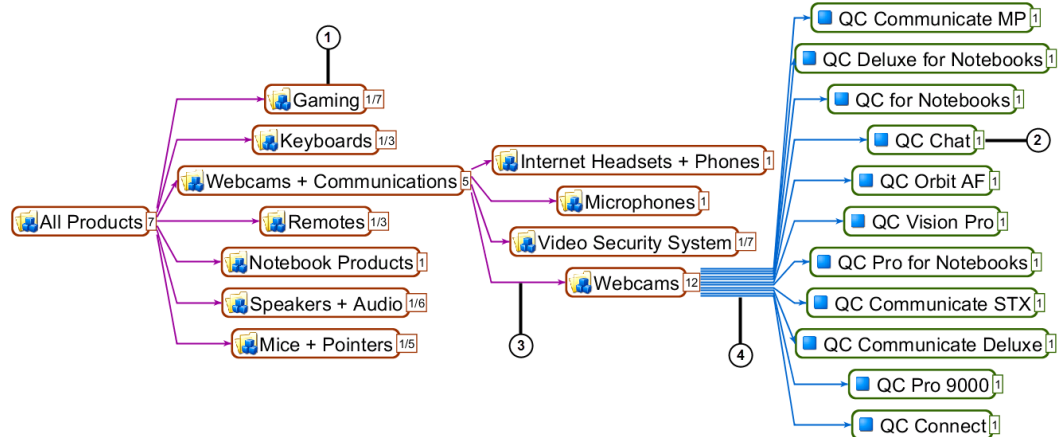 All Products 7
1
Gaming 1/7
Keyboards 1/3
Webcams + Communications 5
Remotes 1/3
Notebook Products 1
Speakers + Audio 1/6
Mice + Pointers 1/5
Internet Headsets + Phones 1
Microphones 1
Video Security System 1/7
Webcams 12
3
4
QC Communicate MP 1
QC Deluxe for Notebooks 1
QC for Notebooks 1
QC Chat 1
2
QC Orbit AF 1
QC Vision Pro 1
QC Pro for Notebooks 1
QC Communicate STX 1
QC Communicate Deluxe 1
QC Pro 9000 1
QC Connect 1